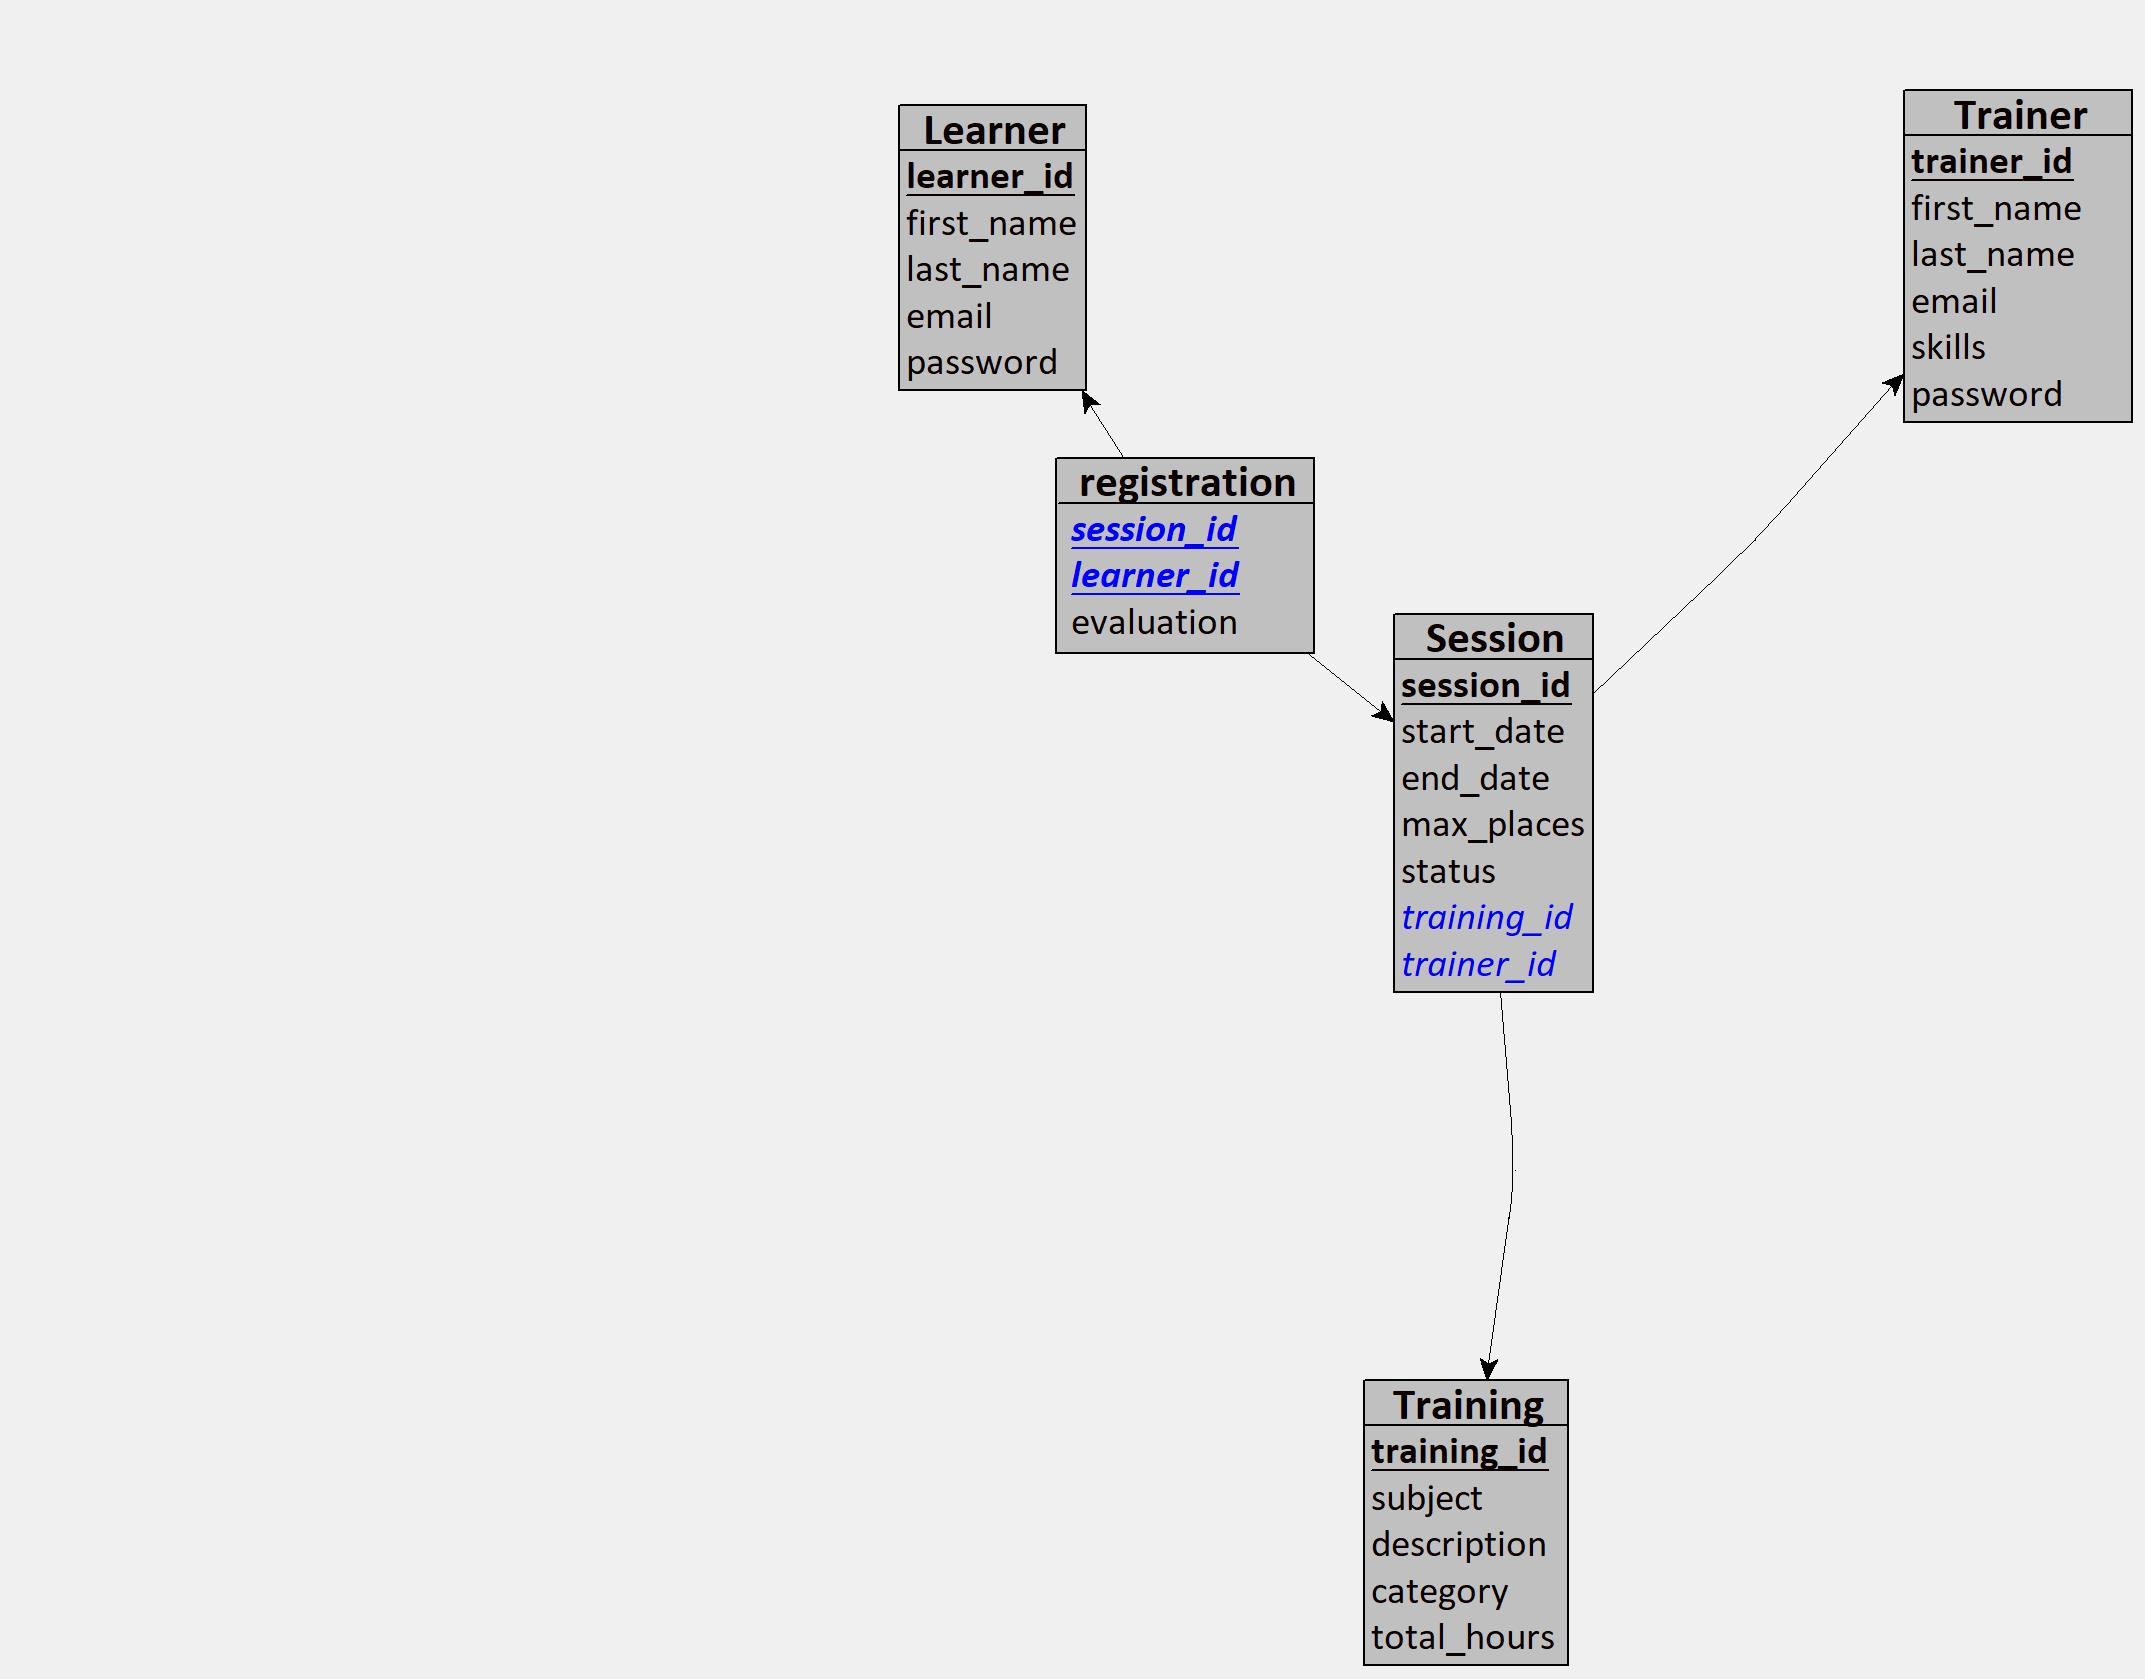 Learner
learner_id
first_name
last_name
email
password
Trainer
trainer_id
first_name
last_name
email
skills
password
registration
session_id
learner_id
evaluation
Session
session_id
start_date
end_date
max_places
status
training_id
trainer_id
Training
training_id
subject
description
category
total_hours